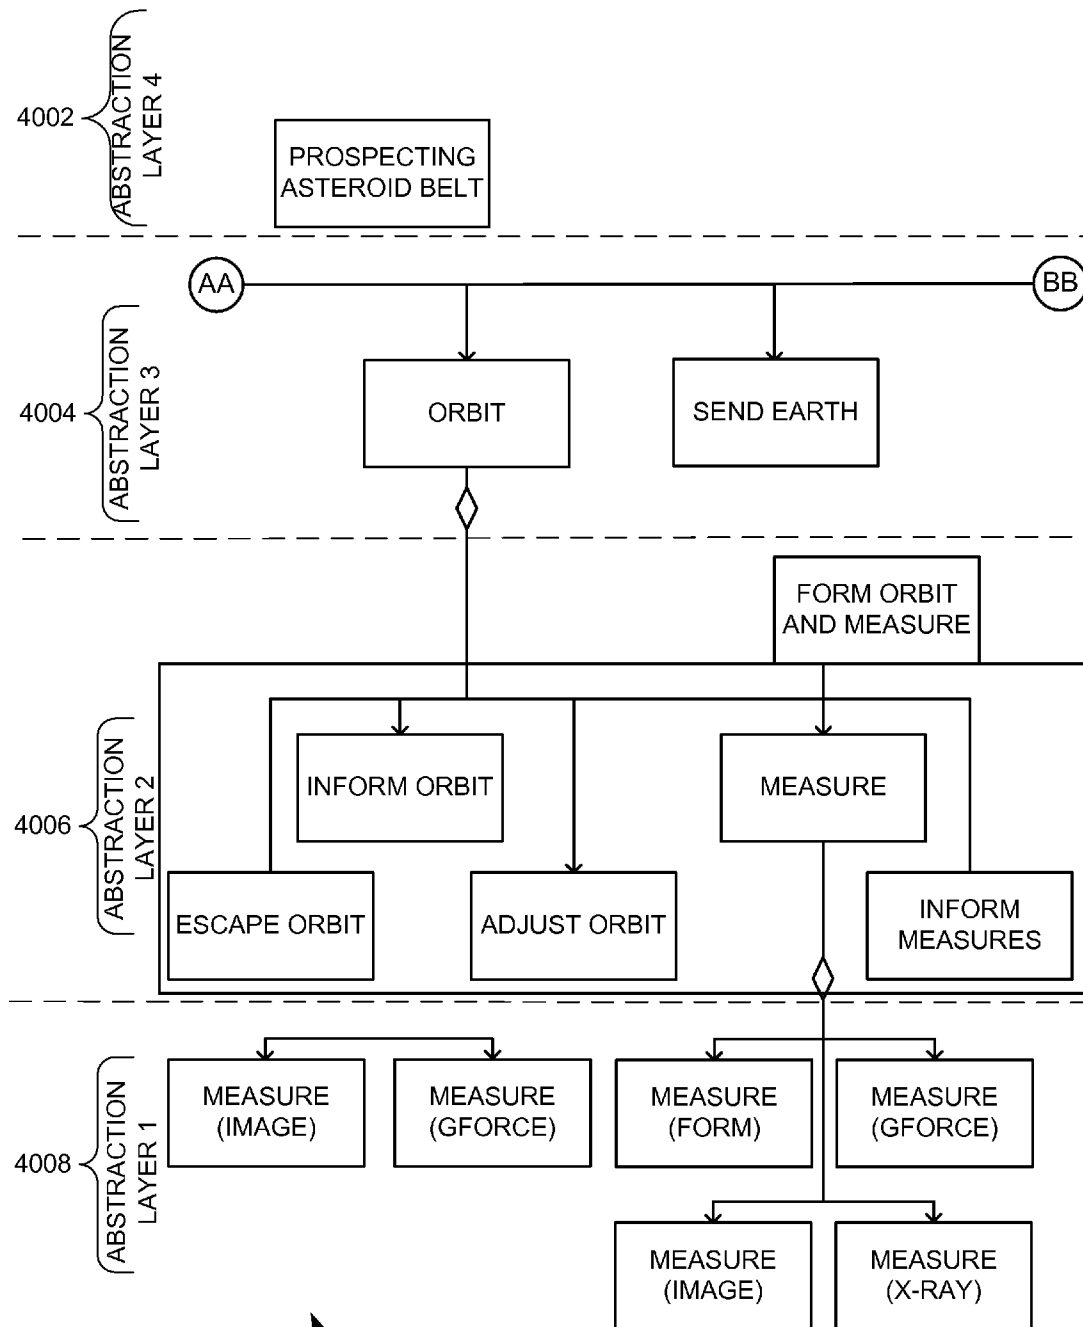 4002
ABSTRACTION
LAYER 4
PROSPECTING
ASTEROID BELT
AA
BB
4004
ABSTRACTION
LAYER 3
ORBIT
SEND EARTH
FORM ORBIT
AND MEASURE
4006
ABSTRACTION
LAYER 2
INFORM ORBIT
MEASURE
ESCAPE ORBIT
ADJUST ORBIT
INFORM
MEASURES
4008
ABSTRACTION
LAYER 1
MEASURE
(IMAGE)
MEASURE
(GFORCE)
MEASURE
(FORM)
MEASURE
(GFORCE)
MEASURE
(IMAGE)
MEASURE
(X-RAY)